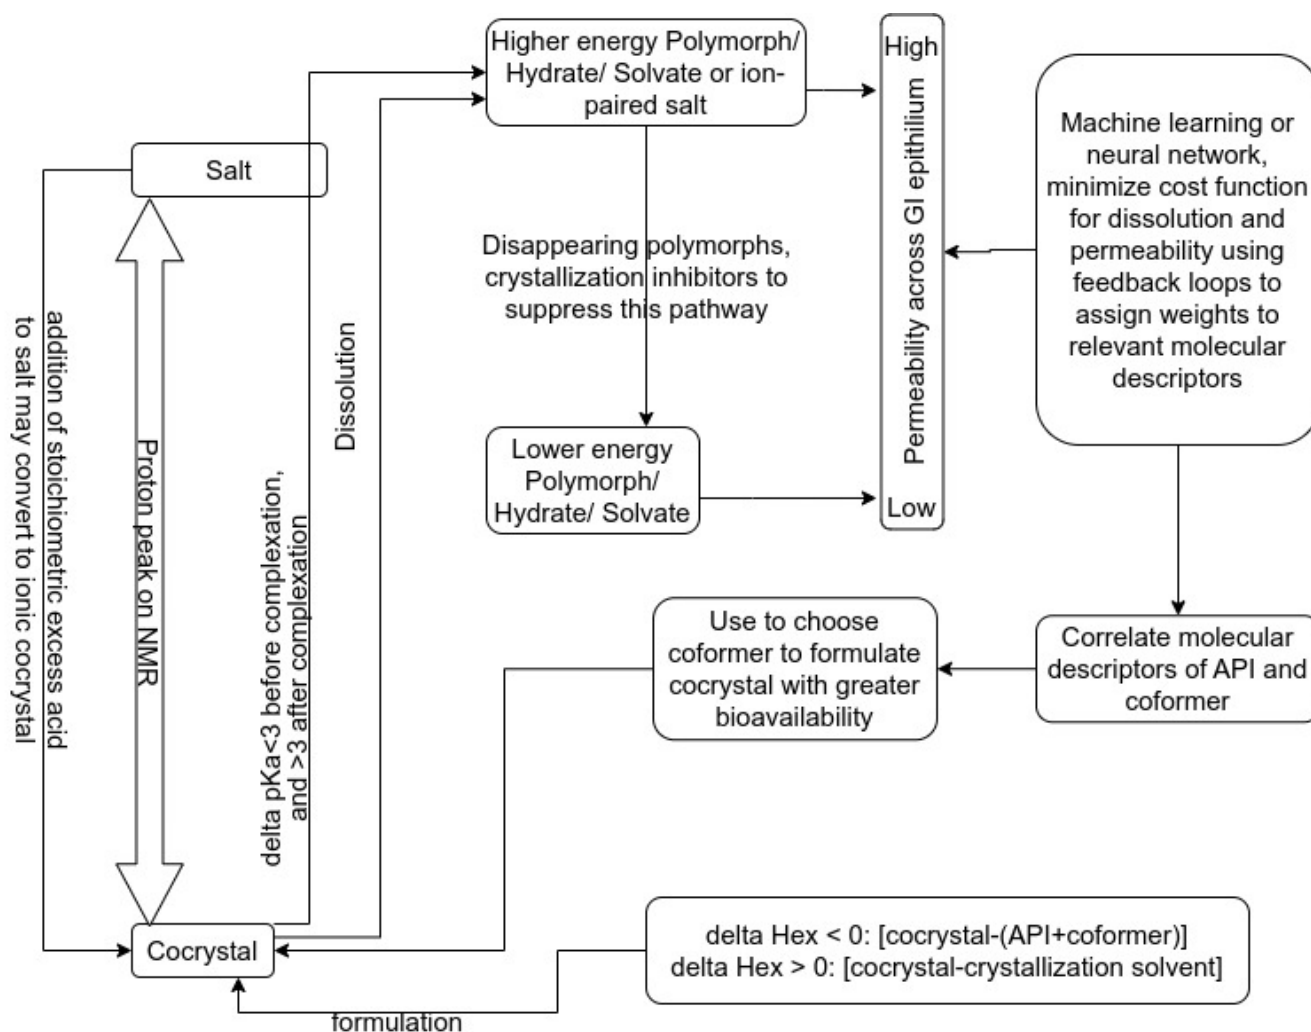 Higher energy Polymorph/
Hydrate/ Solvate or ion-
paired salt
High
Permeability across GI epithilium
Low
Machine learning or
neural network,
minimize cost function
for dissolution and
permeability using
feedback loops to
assign weights to
relevant molecular
descriptors
Salt
Disappearing polymorphs,
crystallization inhibitors to
suppress this pathway
addition of stoichiometric excess acid
to salt may convert to ionic cocrystal
Proton peak on NMR
delta pKa<3 before complexation,
and >3 after complexation
Dissolution
Lower energy
Polymorph/
Hydrate/ Solvate
Use to choose
coformer to formulate
cocrystal with greater
bioavailability
Correlate molecular
descriptors of API and
coformer
Cocrystal
delta Hex < 0: [cocrystal-(API+coformer)]
delta Hex > 0: [cocrystal-crystallization solvent]
formulation